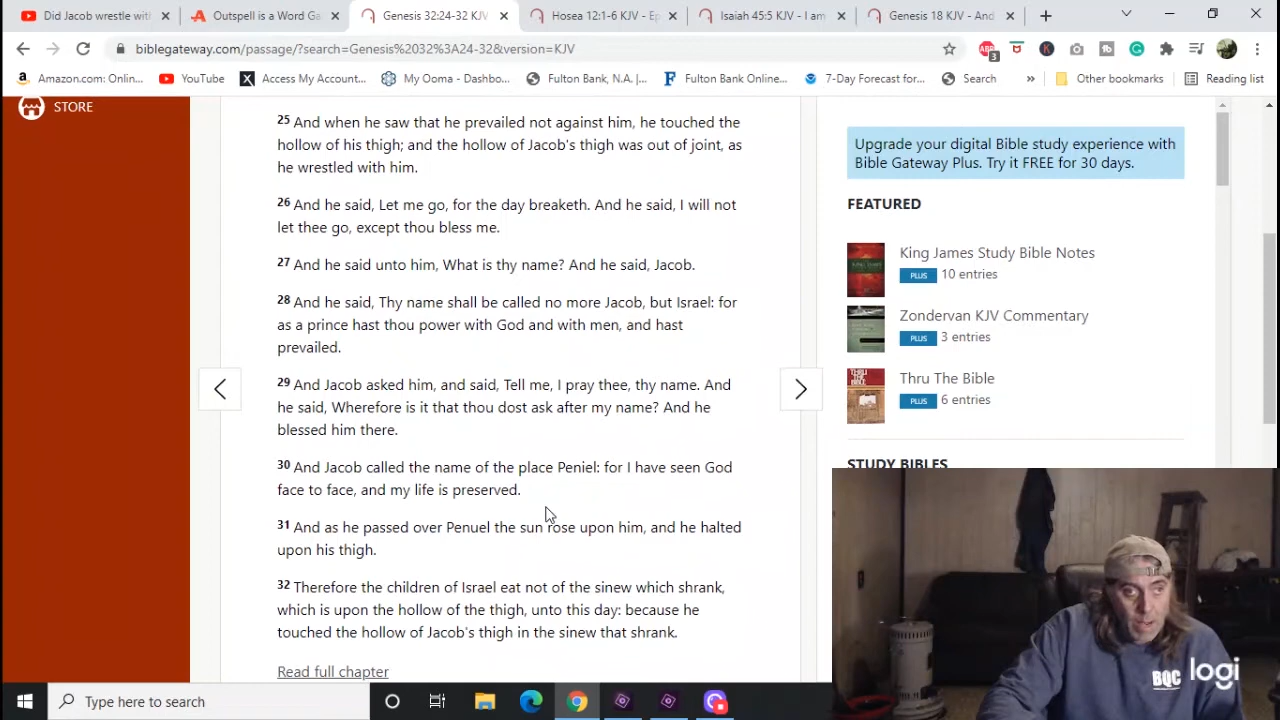 Did Jacob wrestle with
Outspell is a Word Ga
Genesis 32:24-32 KJV
Hosea 12:1-6 KJV - Ep
Isaiah 45:5 KJV - I am
Genesis 18 KJV - And
biblegateway.com/passage/?search=Genesis%2032%3A24-32&version=KJV
ABP
3
K
Amazon.com: Onlin...
YouTube
Access My Account...
My Ooma - Dashbo...
Fulton Bank, N.A. |...
Fulton Bank Online...
7-Day Forecast for...
Search
»
Other bookmarks
Reading list
STORE
25 And when he saw that he prevailed not against him, he touched the
hollow of his thigh; and the hollow of Jacob's thigh was out of joint, as
he wrestled with him.
26 And he said, Let me go, for the day breaketh. And he said, I will not
let thee go, except thou bless me.
27 And he said unto him, What is thy name? And he said, Jacob.
28 And he said, Thy name shall be called no more Jacob, but Israel: for
as a prince hast thou power with God and with men, and hast
prevailed.
29 And Jacob asked him, and said, Tell me, I pray thee, thy name. And
he said, Wherefore is it that thou dost ask after my name? And he
blessed him there.
30 And Jacob called the name of the place Peniel: for I have seen God
face to face, and my life is preserved.
31 And as he passed over Penuel the sun rose upon him, and he halted
upon his thigh.
32 Therefore the children of Israel eat not of the sinew which shrank,
which is upon the hollow of the thigh, unto this day: because he
touched the hollow of Jacob's thigh in the sinew that shrank.
Read full chapter
Upgrade your digital Bible study experience with
Bible Gateway Plus. Try it FREE for 30 days.
FEATURED
King James Study Bible Notes
PLUS 10 entries
Zondervan KJV Commentary
PLUS 3 entries
THRU THE BIBLE
Thru The Bible
PLUS 6 entries
STUDY BIBLES
BQC
logi
Type here to search